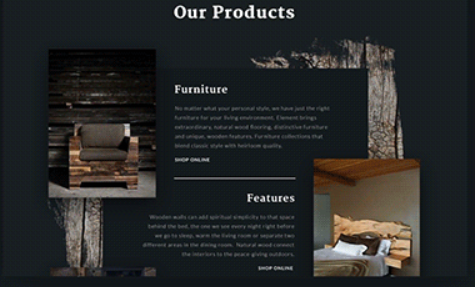 Our Products
Furniture
No matter what your personal style, we have just the right
furniture for your living environment. Element brings
extraordinary, natural wood flooring, distinctive furniture
and unique, wooden features. Furniture collections that
blend classic style with heirloom quality.
SHOP ONLINE
Features
Wooden walls can add spiritual simplicity to that space
behind the bed, the one we see every night right before
we go to sleep, warm the living room or separate two
different areas in the dining room. Natural wood connect
the interiors to the peace giving outdoors.
SHOP ONLINE